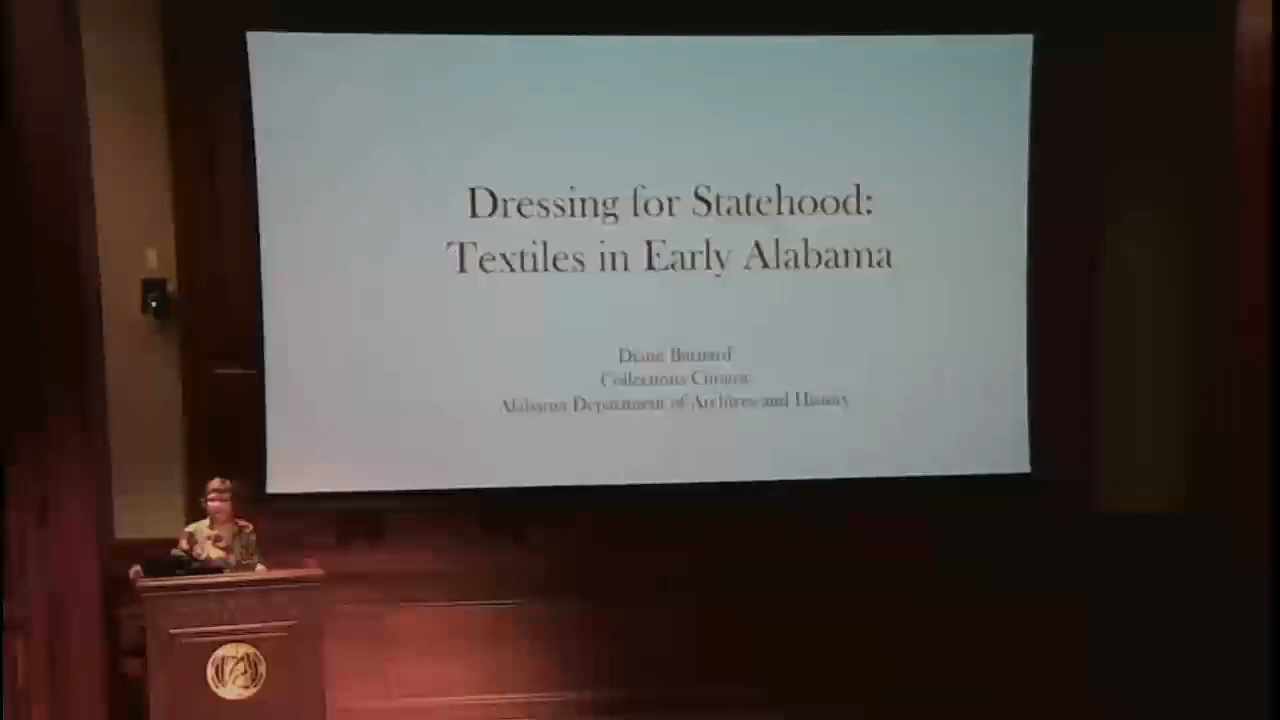 Dressing for Statehood:
Textiles in Early Alabama
Diane Barnard
Collections Curator
Alabama Department of Archives and History